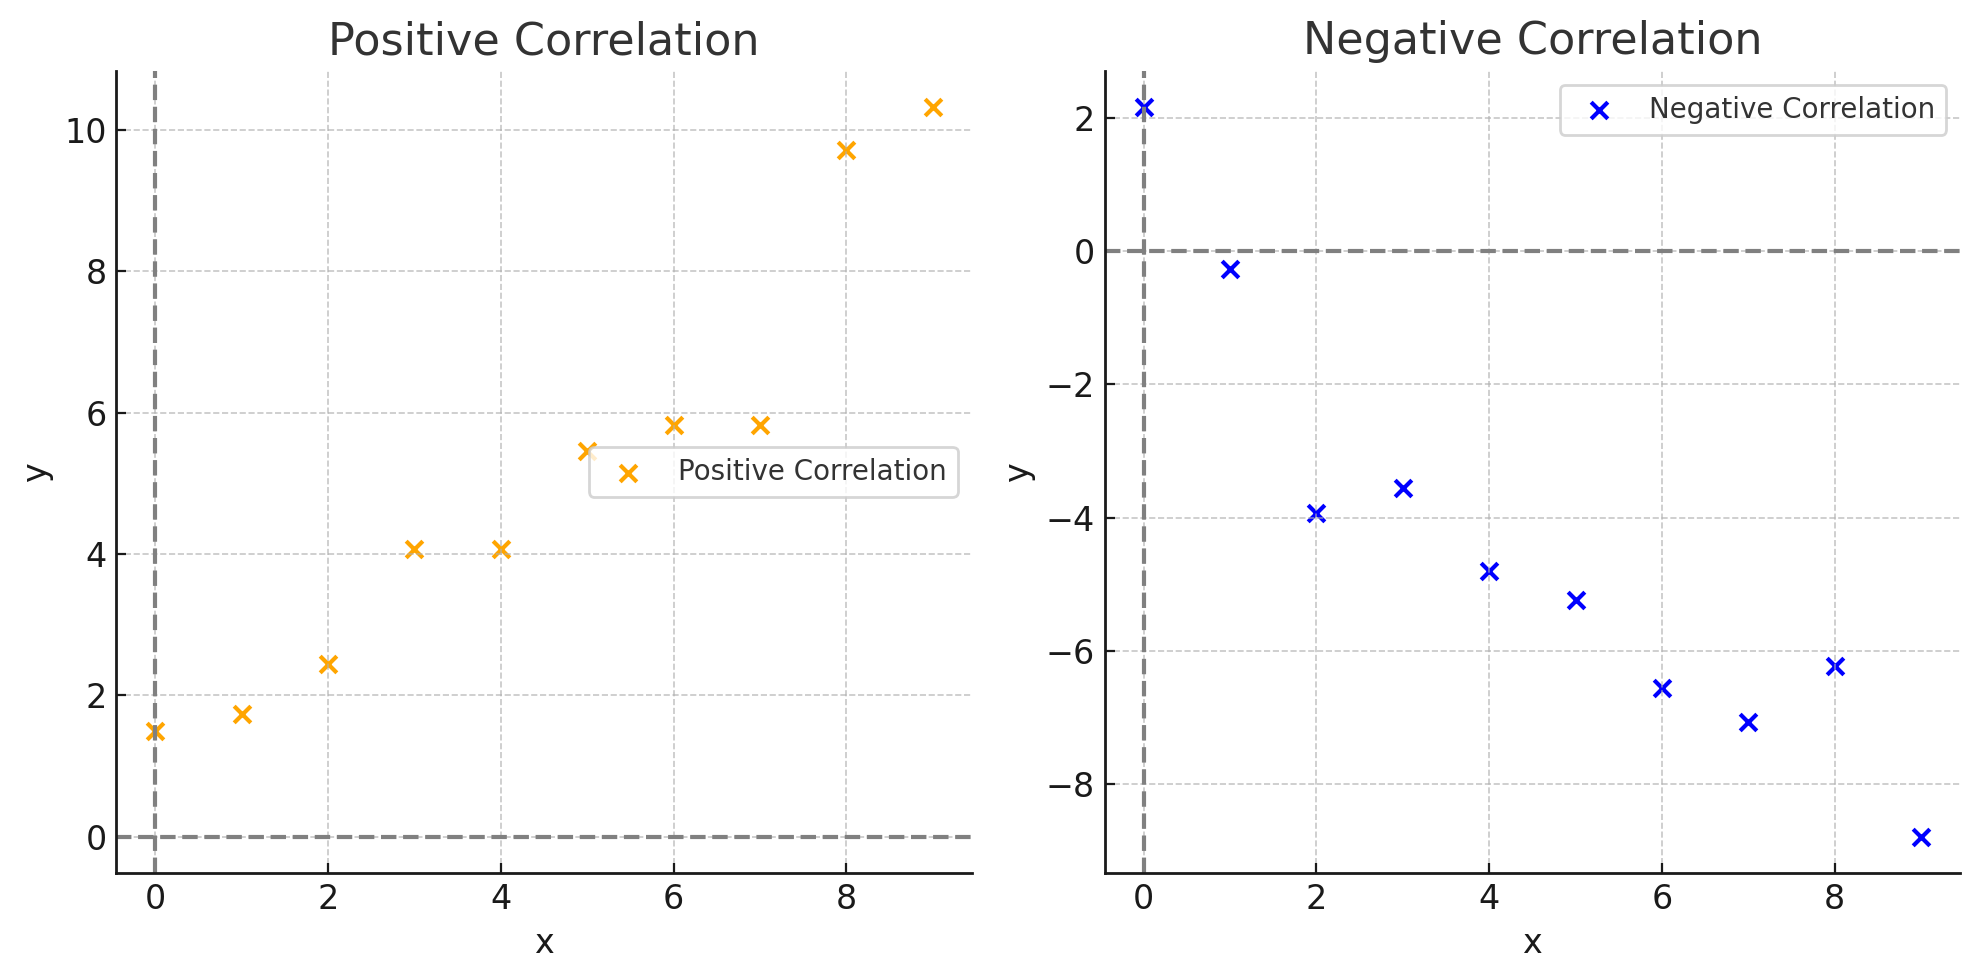 Positive Correlation
10
8
6
4
2
0
y
0 2 4 6 8
x
Positive Correlation
Negative Correlation
2
0
−2
−4
−6
−8
y
0 2 4 6 8
x
Negative Correlation